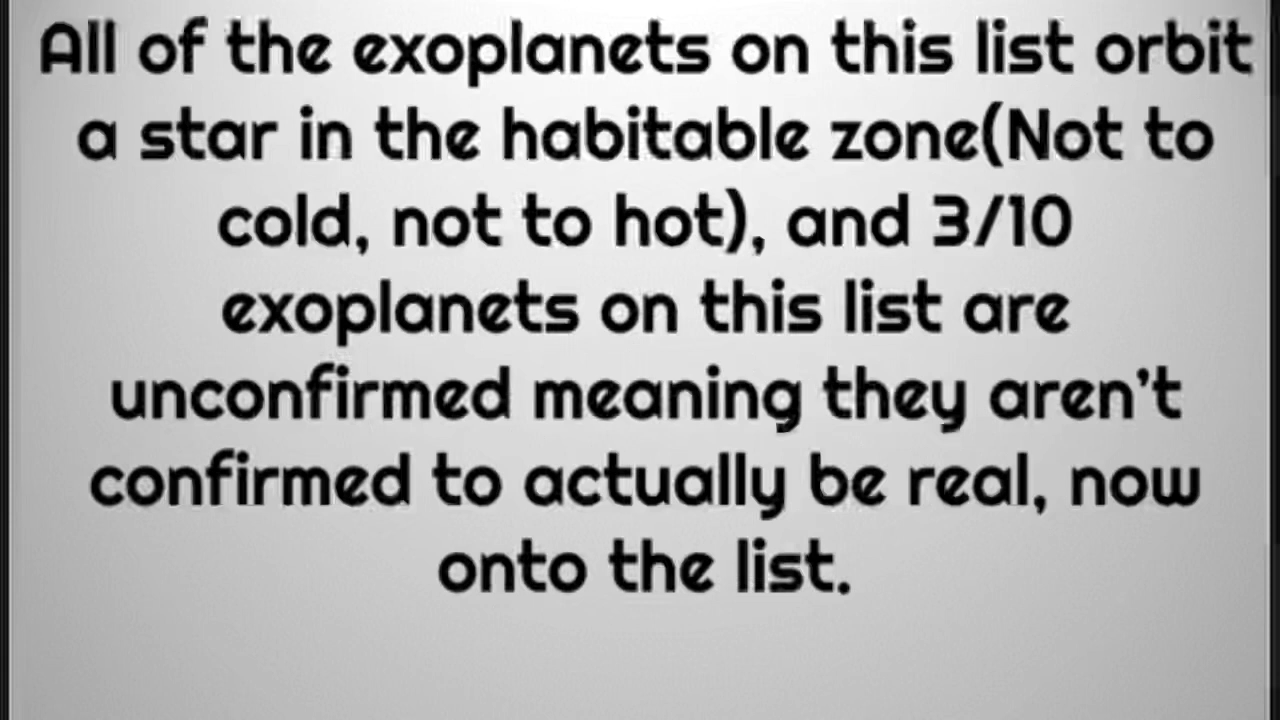 All of the exoplanets on this list orbit
a star in the habitable zone(Not to
cold, not to hot), and 3/10
exoplanets on this list are
unconfirmed meaning they aren't
confirmed to actually be real, now
onto the list.